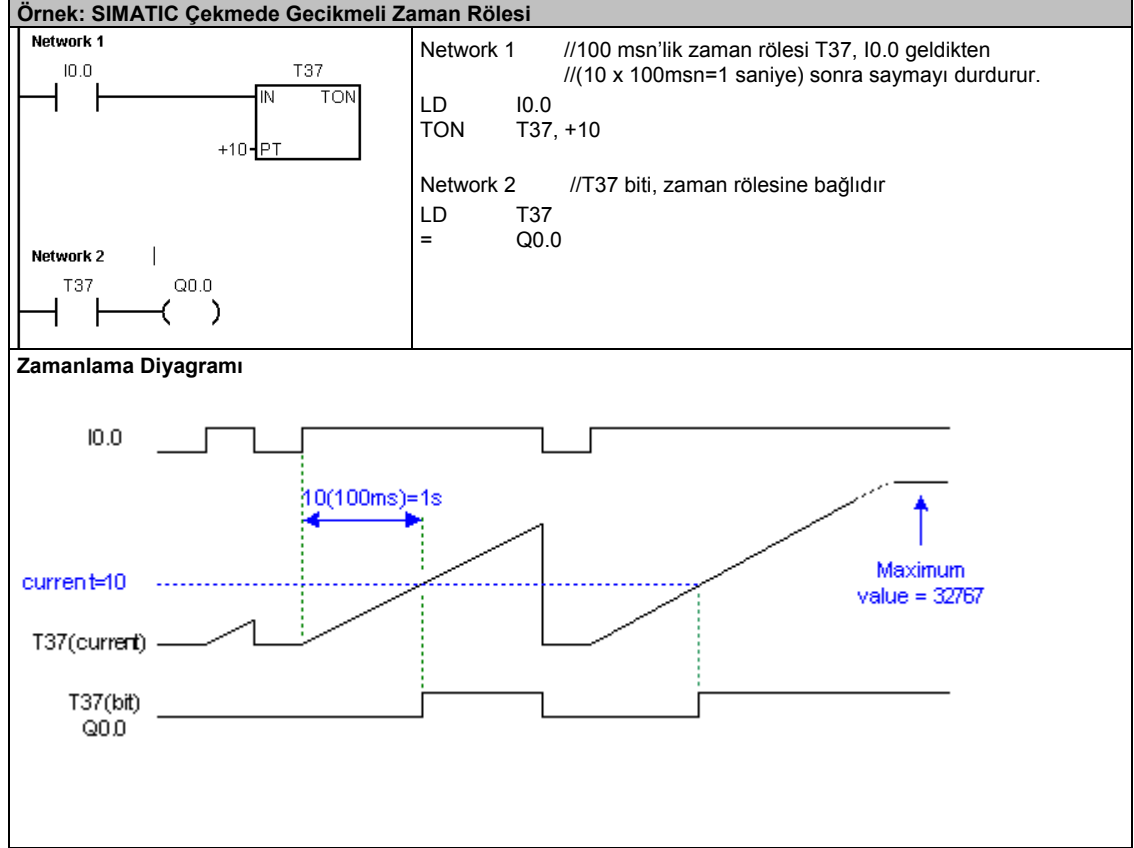 Örnek: SIMATIC Çekmede Gecikmeli Zaman Rölesi
Network 1
I0.0
T37
IN TON
+10 PT
Network 2
T37 Q0.0
Network 1 //100 msn’lik zaman rölesi T37, I0.0 geldikten
//(10 x 100msn=1 saniye) sonra saymayı durdurur.
LD I0.0
TON T37, +10
Network 2 //T37 biti, zaman rölesine bağlıdır
LD T37
= Q0.0
Zamanlama Diyagramı
I0.0
10(100ms)=1s
current=10
Maximum
value = 32767
T37(current)
T37(bit)
Q0.0